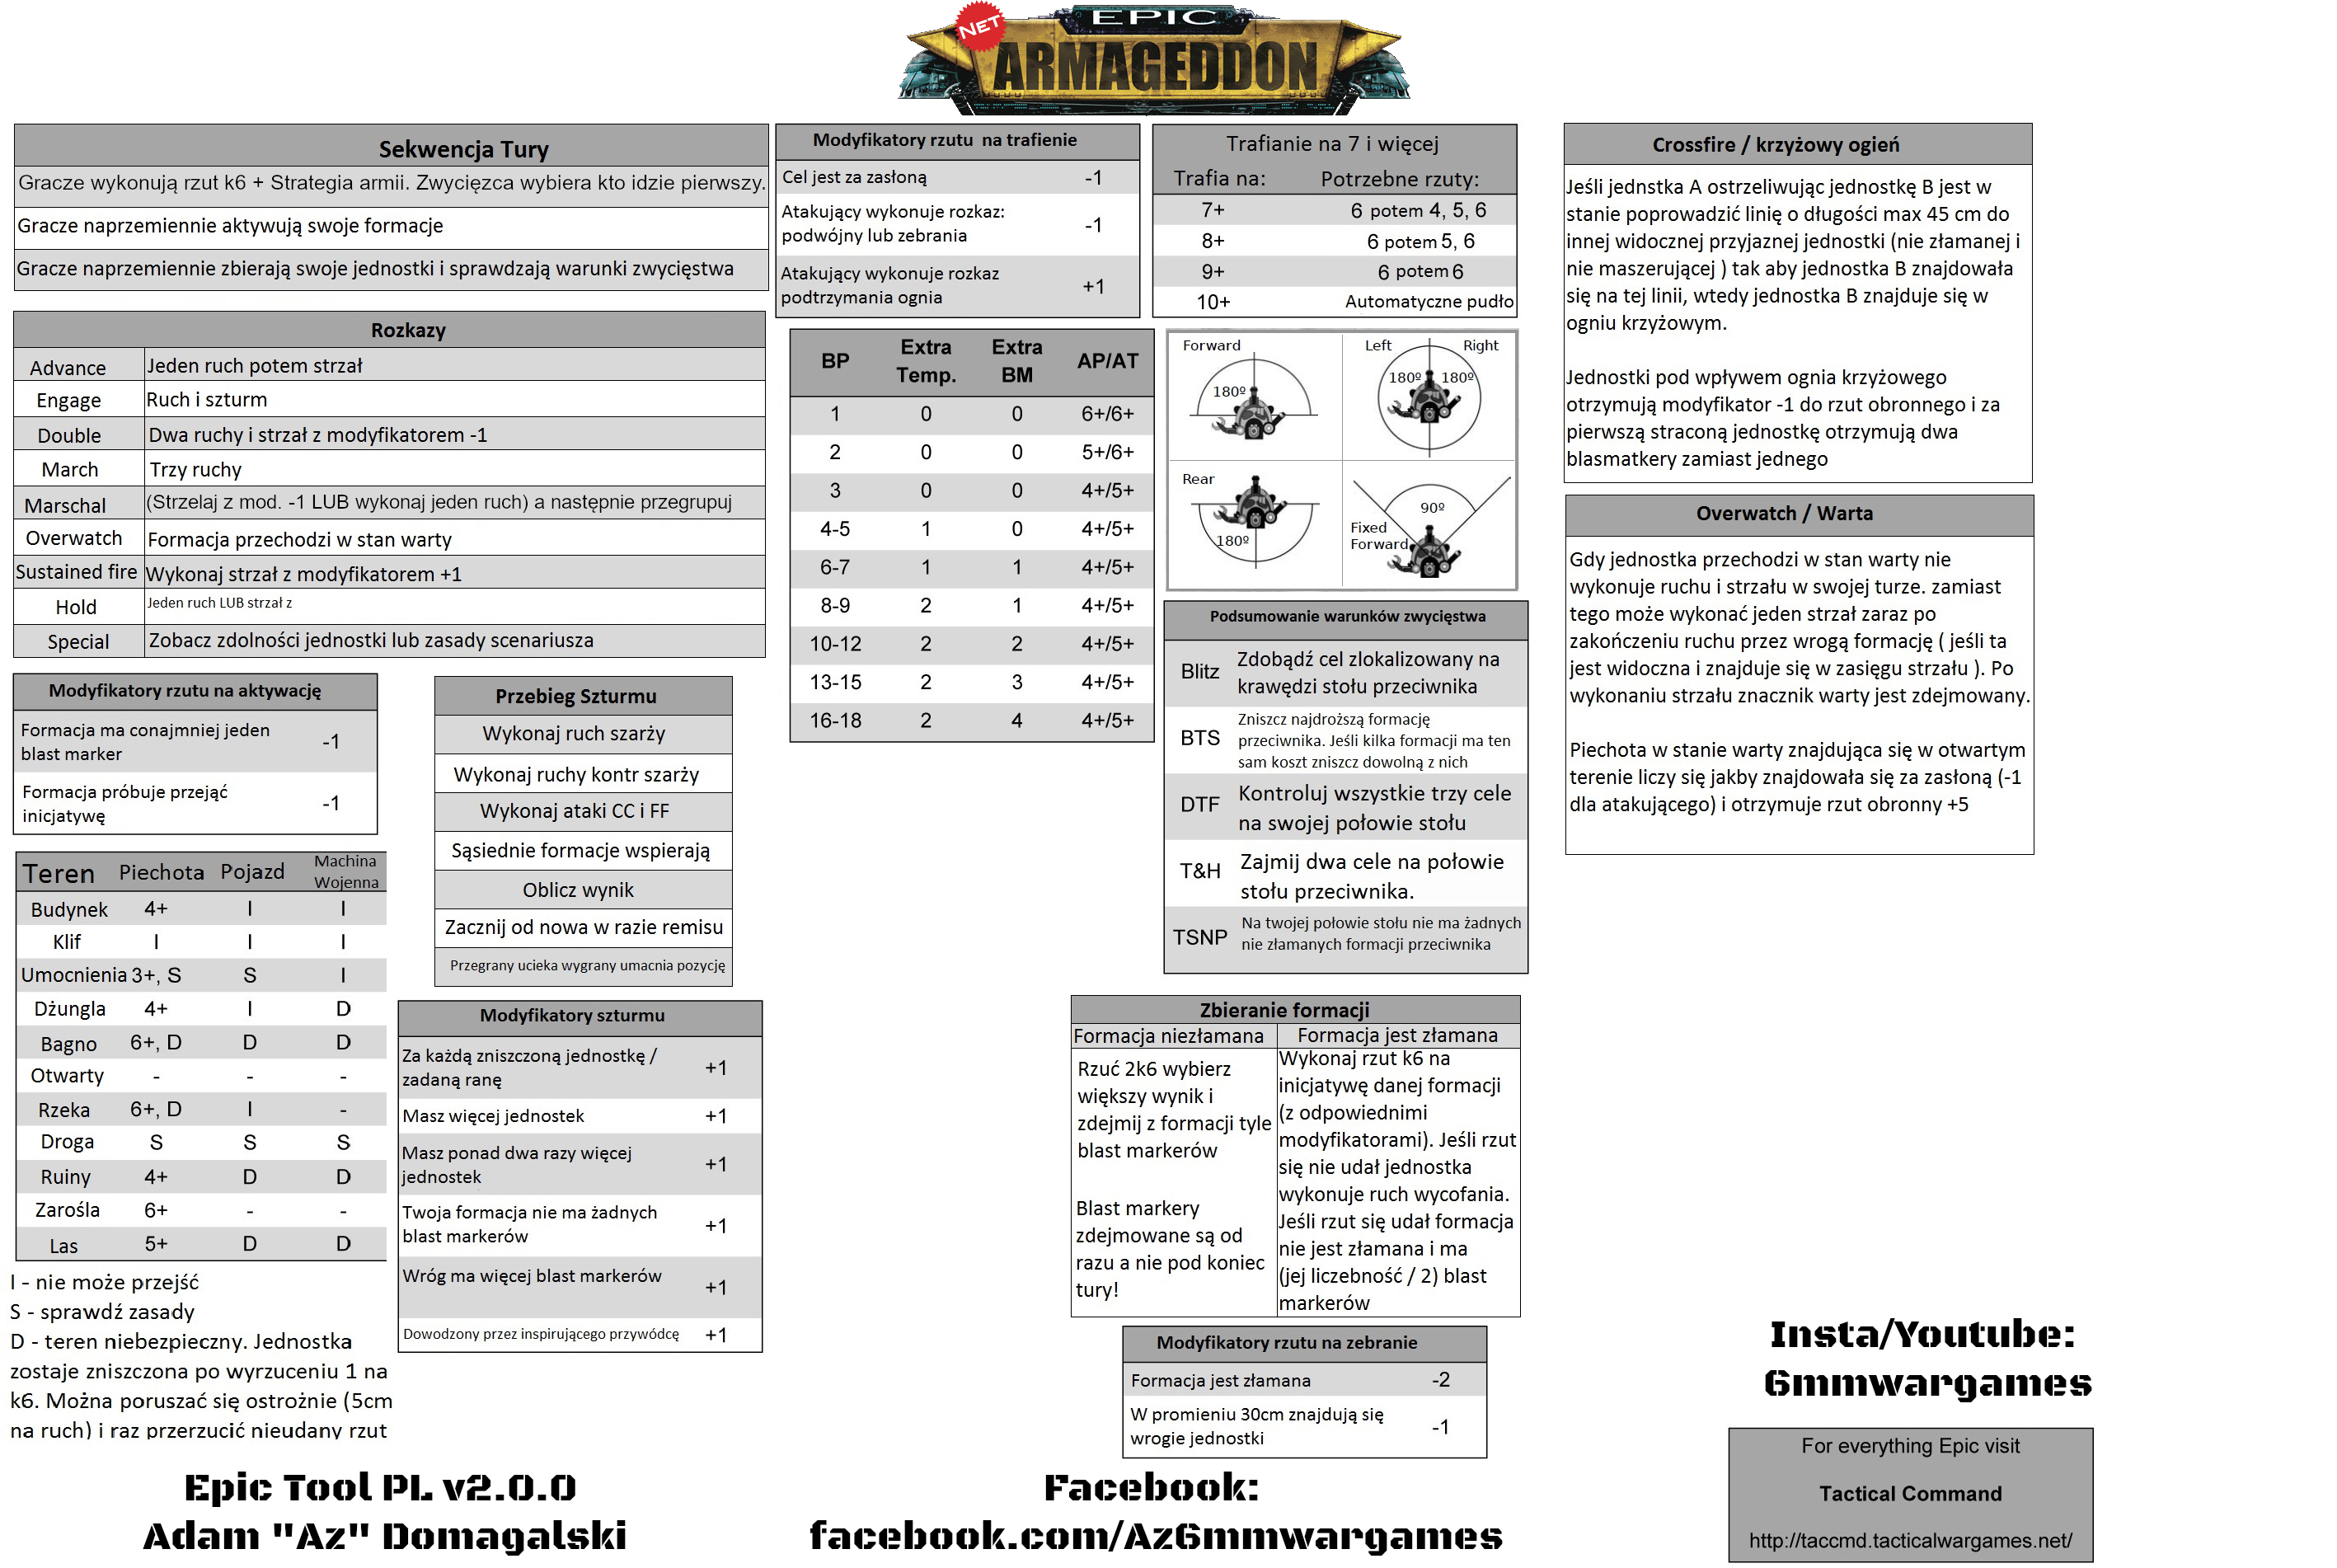 NET
EPIC
ARMAGEDDON
Sekwencja Tury
Gracze wykonują rzut k6 + Strategia armii. Zwycięzca wybiera kto idzie pierwszy.
Gracze naprzemiennie aktywują swoje formacje
Gracze naprzemiennie zbierają swoje jednostki i sprawdzają warunki zwycięstwa
Rozkazy
Advance Jeden ruch potem strzał
Engage Ruch i szturm
Double Dwa ruchy i strzał z modyfikatorem -1
March Trzy ruchy
Marschal (Strzelaj z mod. -1 LUB wykonaj jeden ruch) a następnie przegrupuj
Overwatch Formacja przechodzi w stan warty
Sustained fire Wykonaj strzał z modyfikatorem +1
Hold Jeden ruch LUB strzał z
Special Zobacz zdolności jednostki lub zasady scenariusza
Modyfikatory rzutu na aktywację
Formacja ma conajmniej jeden
blast marker -1
Formacja próbuje przejąć
inicjatywę -1
Teren Piechota Pojazd Machina
Wojenna
Budynek 4+ I I
Klif I I I
Umocnienia 3+, S S I
Dżungla 4+ I D
Bagno 6+, D D D
Otwarty - - -
Rzeka 6+, D I -
Droga S S S
Ruiny 4+ D D
Zarośla 6+ - -
Las 5+ D D
I - nie może przejść
S - sprawdź zasady
D - teren niebezpieczny. Jednostka
zostaje zniszczona po wyrzuceniu 1 na
k6. Można poruszać się ostrożnie (5cm
na ruch) i raz przerzucić nieudany rzut
Przebieg Szturmu
Wykonaj ruch szarży
Wykonaj ruchy kontr szarży
Wykonaj ataki CC i FF
Sąsiednie formacje wspierają
Oblicz wynik
Zacznij od nowa w razie remisu
Przegrany ucieka wygrany umacnia pozycję
Modyfikatory szturmu
Za każdą zniszczoną jednostkę /
zadaną ranę +1
Masz więcej jednostek +1
Masz ponad dwa razy więcej
jednostek +1
Twoja formacja nie ma żadnych
blast markerów +1
Wróg ma więcej blast markerów +1
Dowodzony przez inspirującego przywódcę +1
Modyfikatory rzutu na trafienie
Cel jest za zasłoną -1
Atakujący wykonuje rozkaz:
podwójny lub zebrania -1
Atakujący wykonuje rozkaz
podtrzymania ognia +1
BP Extra Temp. Extra BM AP/AT
1 0 0 6+/6+
2 0 0 5+/6+
3 0 0 4+/5+
4-5 1 0 4+/5+
6-7 1 1 4+/5+
8-9 2 1 4+/5+
10-12 2 2 4+/5+
13-15 2 3 4+/5+
16-18 2 4 4+/5+
Trafianie na 7 i więcej
Trafia na: Potrzebne rzuty:
7+ 6 potem 4, 5, 6
8+ 6 potem 5, 6
9+ 6 potem 6
10+ Automatyczne pudło
Forward
180º
Left Right
180º 180º
Rear
180º
90º
Fixed
Forward
Podsumowanie warunków zwycięstwa
Blitz Zdobądź cel zlokalizowany na
krawędzi stołu przeciwnika
BTS Zniszcz najdroższą formację
przeciwnika. Jeśli kilka formacji ma ten
sam koszt zniszcz dowolną z nich
DTF Kontroluj wszystkie trzy cele
na swojej połowie stołu
T&H Zajmij dwa cele na połowie
stołu przeciwnika.
TSNP Na twojej połowie stołu nie ma żadnych
nie złamanych formacji przeciwnika
Zbieranie formacji
Formacja niezłamana
Rzuć 2k6 wybierz
większy wynik i
zdejmij z formacji tyle
blast markerów
Blast markery
zdejmowane są od
razu a nie pod koniec
tury!
Formacja jest złamana
Wykonaj rzut k6 na
inicjatywę danej formacji
(z odpowiednimi
modyfikatorami). Jeśli rzut
się nie udał jednostka
wykonuje ruch wycofania.
Jeśli rzut się udał formacja
nie jest złamana i ma
(jej liczebność / 2) blast
markerów
Modyfikatory rzutu na zebranie
Formacja jest złamana -2
W promieniu 30cm znajdują się
wrogie jednostki -1
Crossfire / krzyżowy ogień
Jeśli jednstka A ostrzeliwując jednostkę B jest w
stanie poprowadzić linię o długości max 45 cm do
innej widocznej przyjaznej jednostki (nie złamanej i
nie maszerującej ) tak aby jednostka B znajdowała
się na tej linii, wtedy jednostka B znajduje się w
ogniu krzyżowym.
Jednostki pod wpływem ognia krzyżowego
otrzymują modyfikator -1 do rzut obronnego i za
pierwszą straconą jednostkę otrzymują dwa
blasmatkery zamiast jednego
Overwatch / Warta
Gdy jednostka przechodzi w stan warty nie
wykonuje ruchu i strzału w swojej turze. zamiast
tego może wykonać jeden strzał zaraz po
zakończeniu ruchu przez wrogą formację ( jeśli ta
jest widoczna i znajduje się w zasięgu strzału ). Po
wykonaniu strzału znacznik warty jest zdejmowany.
Piechota w stanie warty znajdująca się w otwartym
terenie liczy się jakby znajdowała się za zasłoną (-1
dla atakującego) i otrzymuje rzut obronny +5
Insta/Youtube:
6mmwargames
For everything Epic visit
Tactical Command
http://taccmd.tacticalwargames.net/
Epic Tool PL v2.0.0
Adam "Az" Domagalski
Facebook:
facebook.com/Az6mmwargames